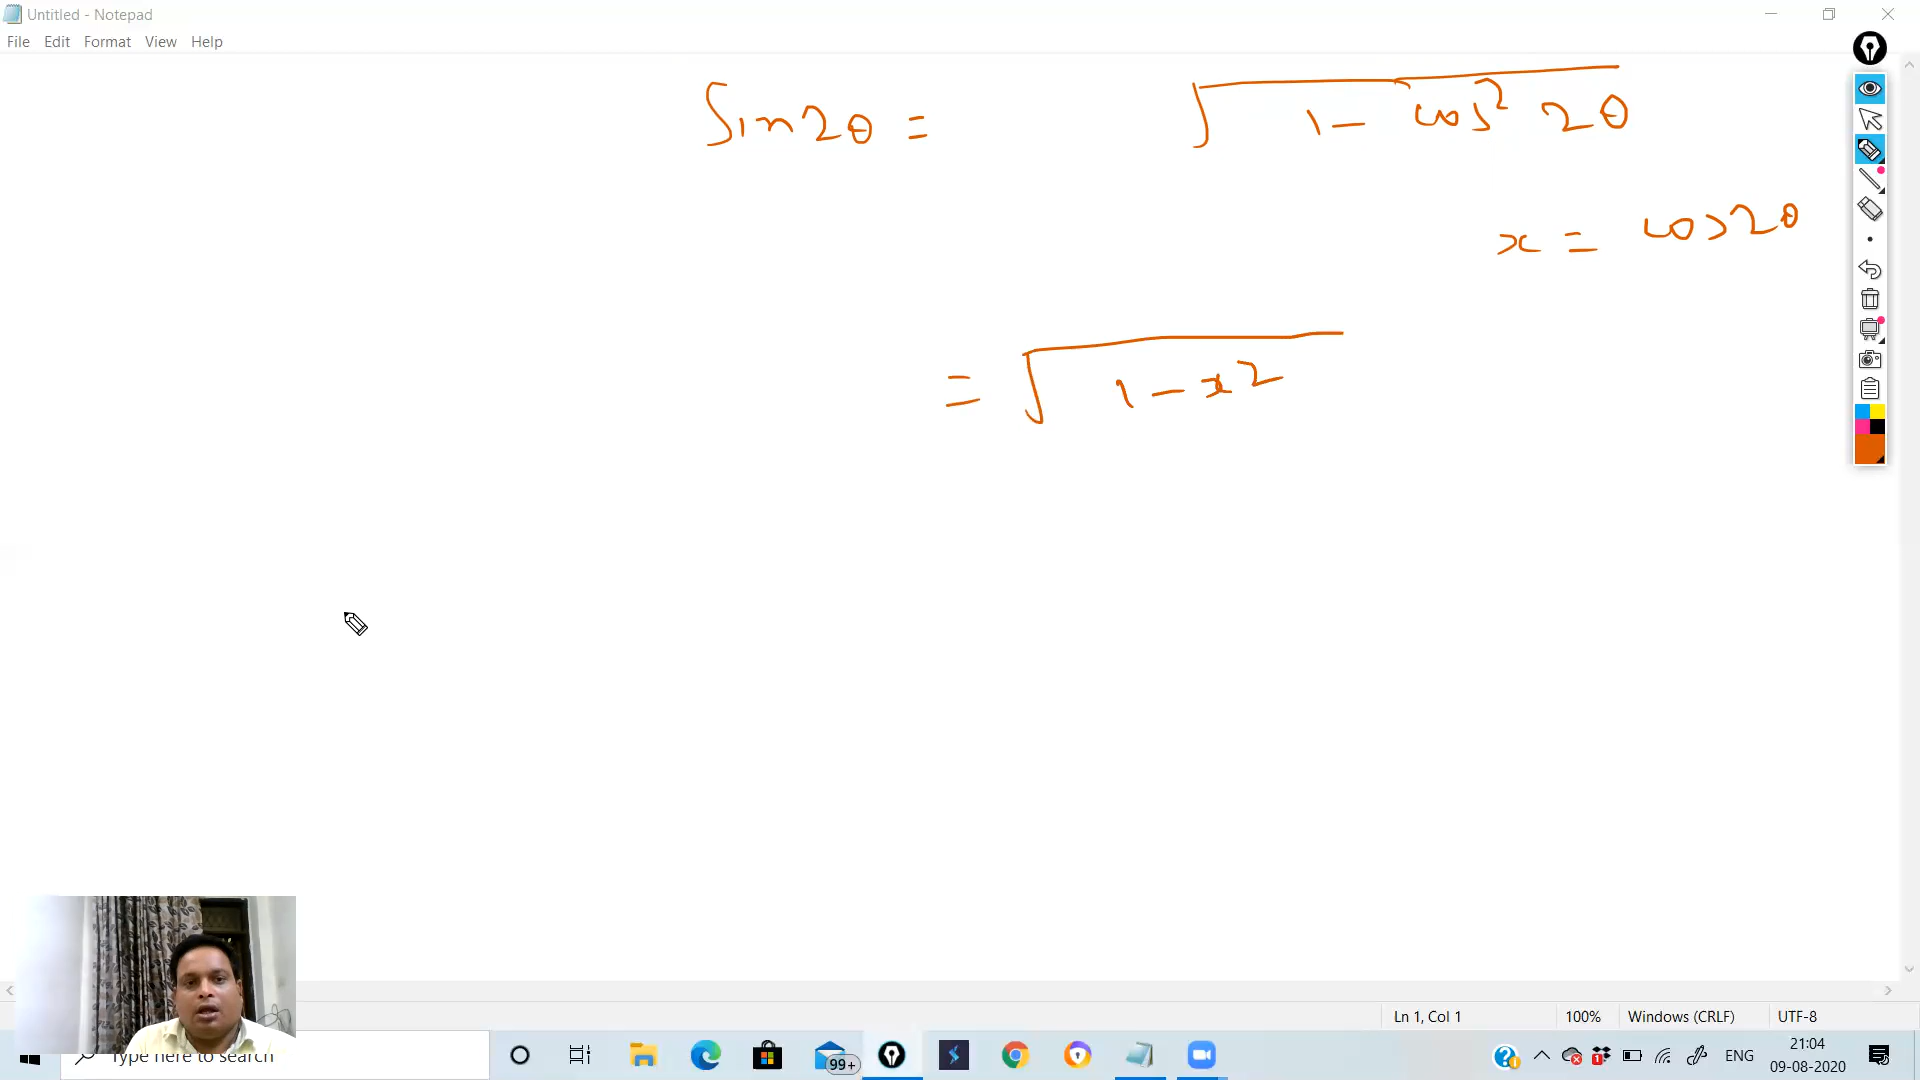 Untitled - Notepad
File Edit Format View Help
Sin2θ = √(1 - cos² 2θ)
x = cos2θ
= √(1 - x²)
Ln 1, Col 1 100% Windows (CRLF) UTF-8
Type here to search
99+
ENG
21:04
09-08-2020